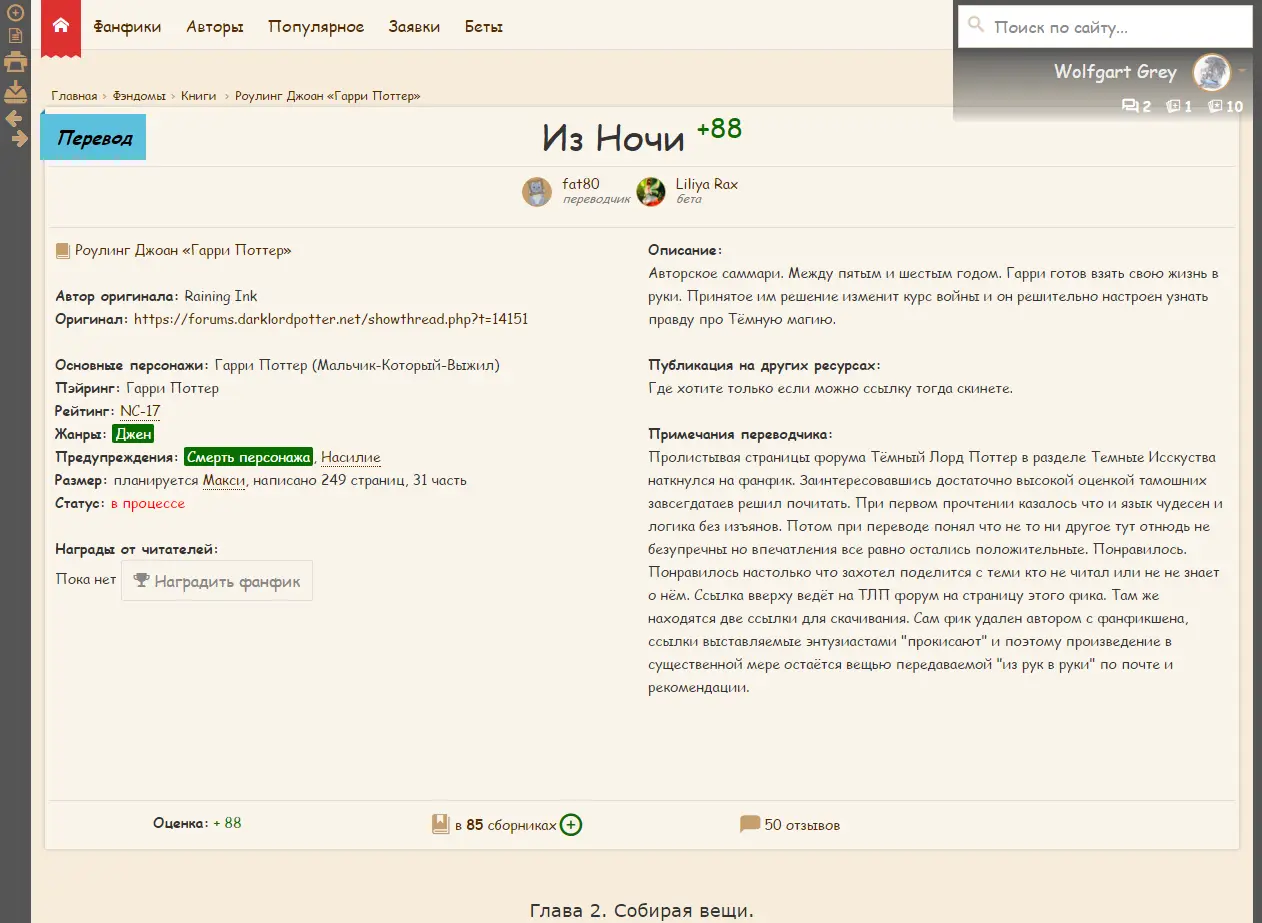 Фанфики Авторы Популярное Заявки Беты
Поиск по сайту...
Wolfgart Grey
2 1 10
Главная › Фэндомы › Книги › Роулинг Джоан «Гарри Поттер»
Перевод
Из Ночи +88
fat80
переводчик
Liliya Rax
бета
Роулинг Джоан «Гарри Поттер»
Автор оригинала: Raining Ink
Оригинал: https://forums.darklordpotter.net/showthread.php?t=14151
Основные персонажи: Гарри Поттер (Мальчик-Который-Выжил)
Пэйринг: Гарри Поттер
Рейтинг: NC-17
Жанры: Джен
Предупреждения: Смерть персонажа, Насилие
Размер: планируется Макси, написано 249 страниц, 31 часть
Статус: в процессе
Награды от читателей:
Пока нет Наградить фанфик
Описание:
Авторское саммари. Между пятым и шестым годом. Гарри готов взять свою жизнь в
руки. Принятое им решение изменит курс войны и он решительно настроен узнать
правду про Тёмную магию.
Публикация на других ресурсах:
Где хотите только если можно ссылку тогда скинете.
Примечания переводчика:
Пролистывая страницы форума Тёмный Лорд Поттер в разделе Темные Исскуства
наткнулся на фанфик. Заинтересовавшись достаточно высокой оценкой тамошних
завсегдатаев решил почитать. При первом прочтении казалось что и язык чудесен и
логика без изъянов. Потом при переводе понял что не то ни другое тут отнюдь не
безупречны но впечатления все равно остались положительные. Понравилось.
Понравилось настолько что захотел поделится с теми кто не читал или не не знает
о нём. Ссылка вверху ведёт на ТЛП форум на страницу этого фика. Там же
находятся две ссылки для скачивания. Сам фик удален автором с фанфикшена,
ссылки выставляемые энтузиастами "прокисают" и поэтому произведение в
существенной мере остаётся вещью передаваемой "из рук в руки" по почте и
рекомендации.
Оценка: + 88
в 85 сборниках
50 отзывов
Глава 2. Собирая вещи.